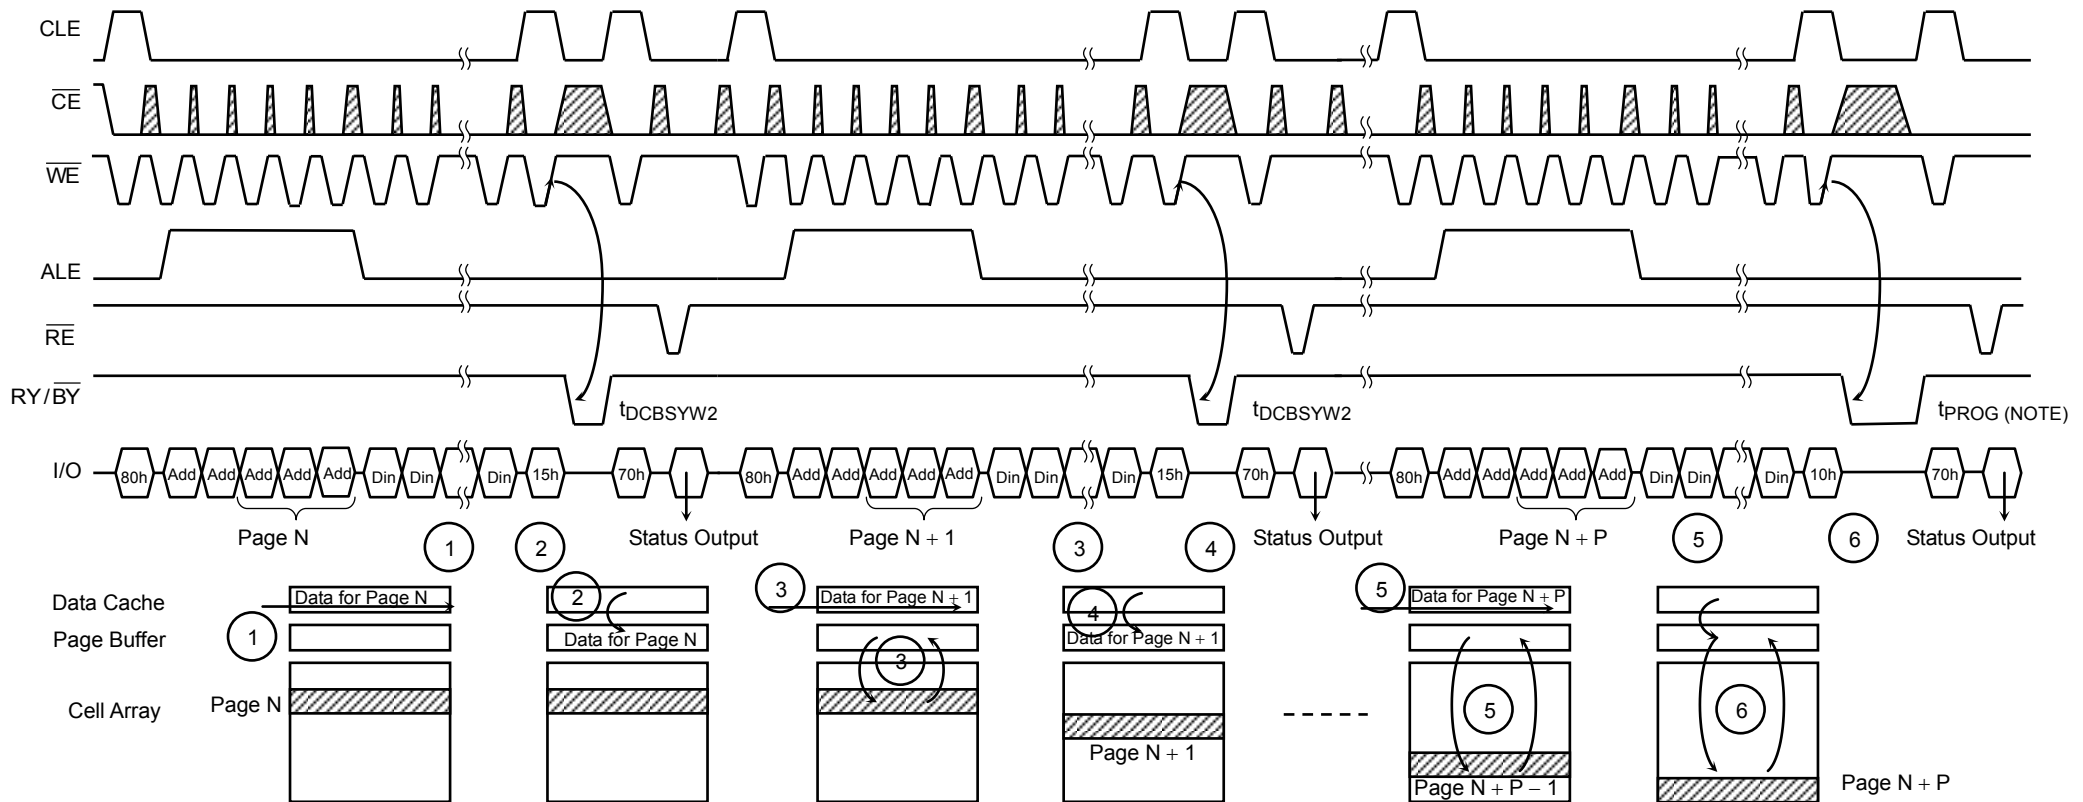 CLE
CE
WE
ALE
RE
RY/BY
tDCBSYW2 tDCBSYW2 tPROG (NOTE)
I/O 80h Add Add Add Add Add Din Din Din 15h 70h 80h Add Add Add Add Add Din Din Din 15h 70h 80h Add Add Add Add Add Din Din Din 10h 70h
Page N 1 2 Status Output Page N + 1 3 4 Status Output Page N + P 5 6 Status Output
Data Cache 1 Data for Page N 2 3 Data for Page N + 1 4 5 Data for Page N + P
Page Buffer Data for Page N 3 Data for Page N + 1
Cell Array Page N Page N + 1 5 Page N + P − 1 6 Page N + P